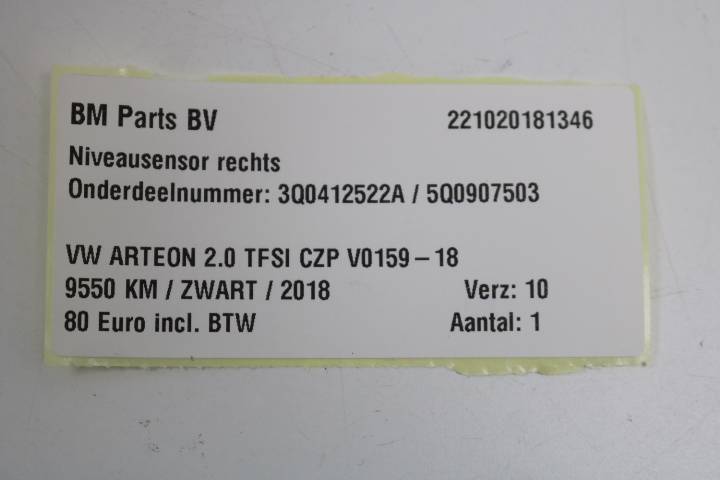 BM Parts BV 221020181346
Niveausensor rechts
Onderdeelnummer: 3Q0412522A / 5Q0907503
VW ARTEON 2.0 TFSI CZP V0159-18
9550 KM / ZWART / 2018 Verz: 10
80 Euro incl. BTW Aantal: 1